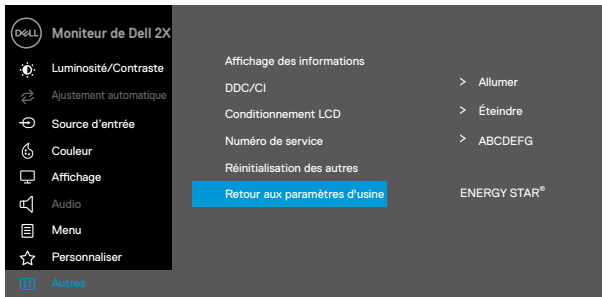 DELL
Moniteur de Dell 2X
Luminosité/Contraste
Ajustement automatique
Source d'entrée
Couleur
Affichage
Audio
Menu
Personnaliser
Autres
Affichage des informations
DDC/CI > Allumer
Conditionnement LCD > Éteindre
Numéro de service > ABCDEFG
Réinitialisation des autres
Retour aux paramètres d'usine ENERGY STAR®